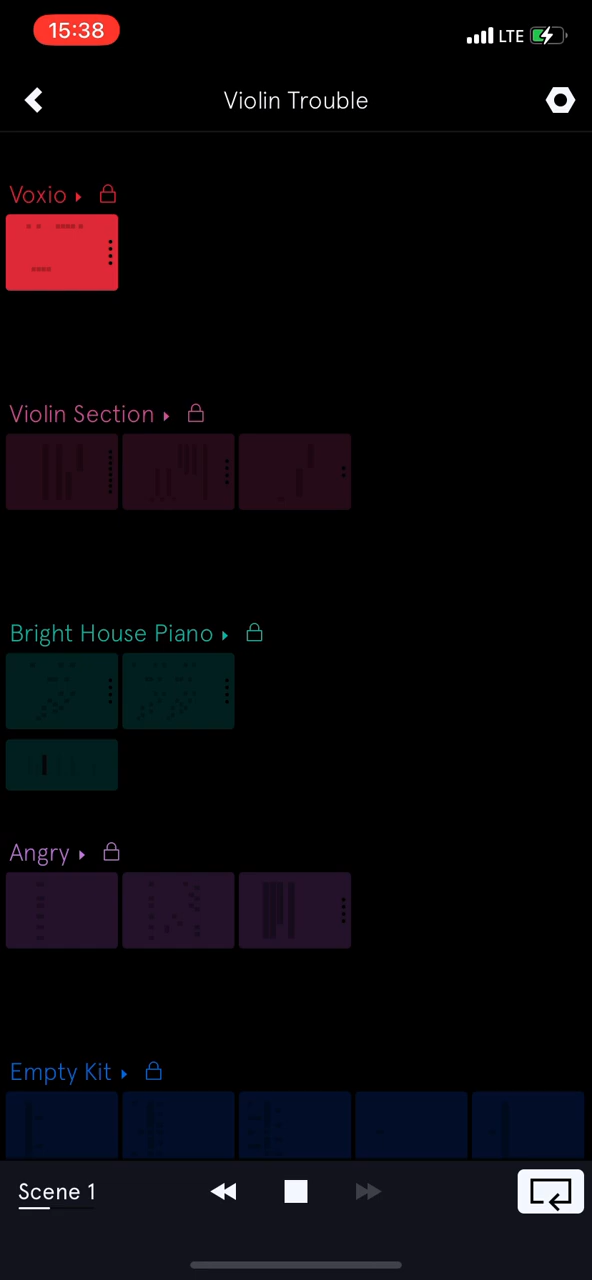 15:38
LTE
Violin Trouble
Voxio
Violin Section
Bright House Piano
Angry
Empty Kit
Scene 1